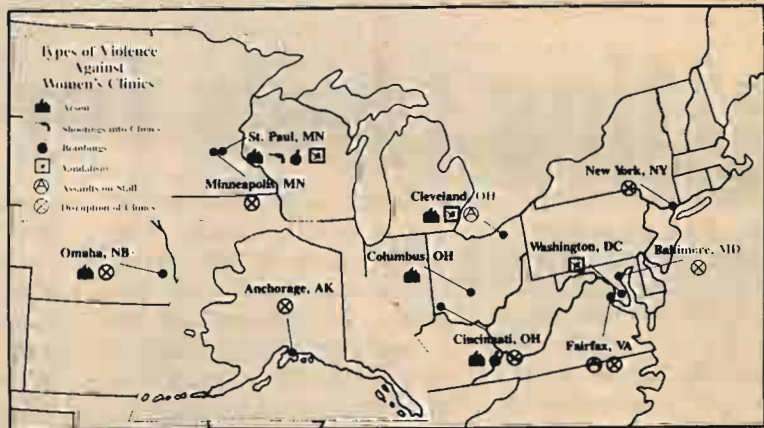 Types of Violence
Against
Women's Clinics
Arson
Shootings into Clinics
Bombings
Vandalism
Assaults on Staff
Disruption of Clinics
St. Paul, MN
Minneapolis, MN
New York, NY
Cleveland, OH
Omaha, NB
Washington, DC
Baltimore, MD
Columbus, OH
Anchorage, AK
Cincinnati, OH
Fairfax, VA